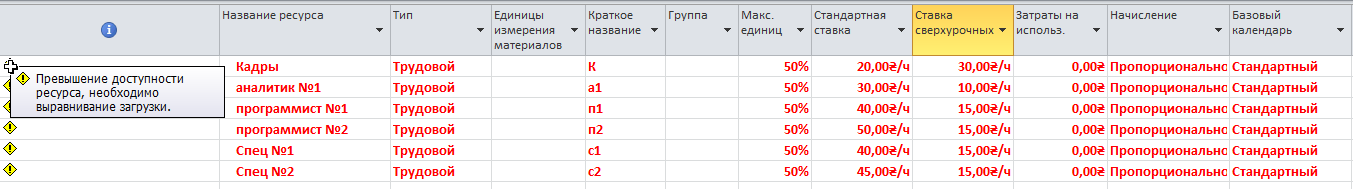 Название ресурса Тип Единицы измерения материалов Краткое название Группа Макс. единиц Стандартная ставка Ставка сверхурочных Затраты на использ. Начисление Базовый календарь
Кадры Трудовой К 50% 20,00₴/ч 30,00₴/ч 0,00₴ Пропорционально Стандартный
Превышение доступности
ресурса, необходимо
выравнивание загрузки.
аналитик №1 Трудовой а1 50% 30,00₴/ч 10,00₴/ч 0,00₴ Пропорционально Стандартный
программист №1 Трудовой п1 50% 40,00₴/ч 15,00₴/ч 0,00₴ Пропорционально Стандартный
программист №2 Трудовой п2 50% 50,00₴/ч 15,00₴/ч 0,00₴ Пропорционально Стандартный
Спец №1 Трудовой с1 50% 40,00₴/ч 15,00₴/ч 0,00₴ Пропорционально Стандартный
Спец №2 Трудовой с2 50% 45,00₴/ч 15,00₴/ч 0,00₴ Пропорционально Стандартный